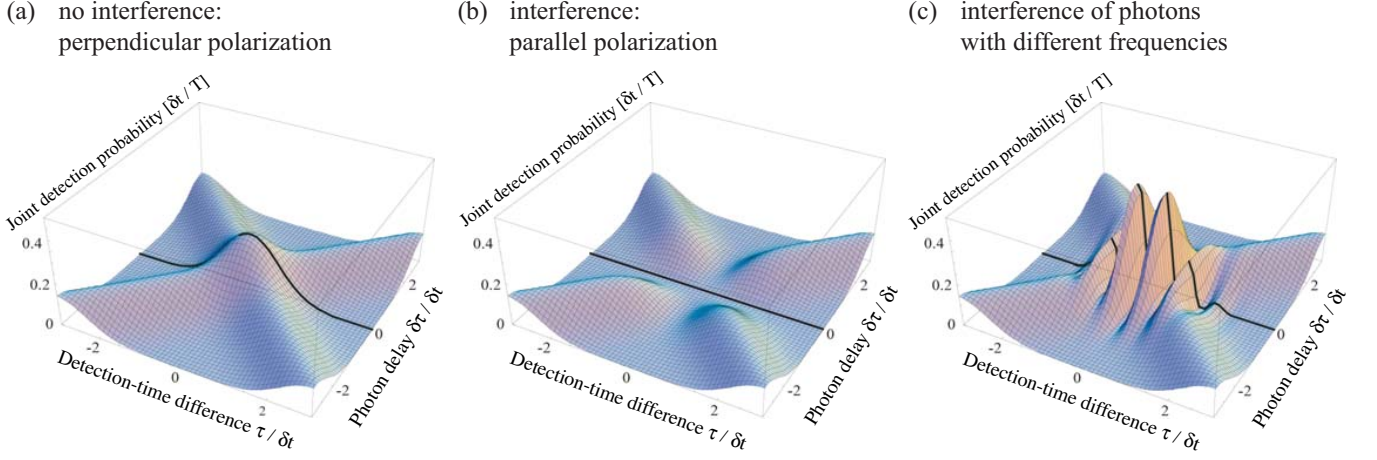 (a) no interference:
perpendicular polarization
Joint detection probability [δt / T]
0.4
0.2
0
-2
0
2
Detection-time difference τ / δt
2
0
-2
Photon delay δτ / δt
(b) interference:
parallel polarization
Joint detection probability [δt / T]
0.4
0.2
0
-2
0
2
Detection-time difference τ / δt
2
0
-2
Photon delay δτ / δt
(c) interference of photons
with different frequencies
Joint detection probability [δt / T]
0.4
0.2
0
-2
0
2
Detection-time difference τ / δt
2
0
-2
Photon delay δτ / δt